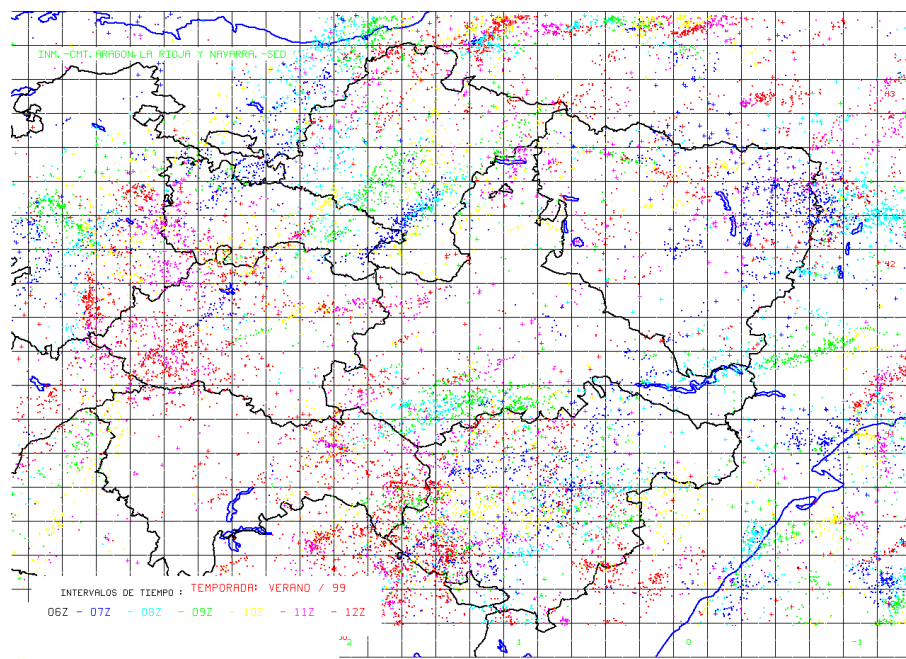 INM.-CMT.ARAGON,LA RIOJA Y NAVARRA.-SED
43
42
INTERVALOS DE TIEMPO : TEMPORADA: VERANO / 99
06Z - 07Z - 08Z - 09Z - 10Z - 11Z - 12Z
2 1 0 -1